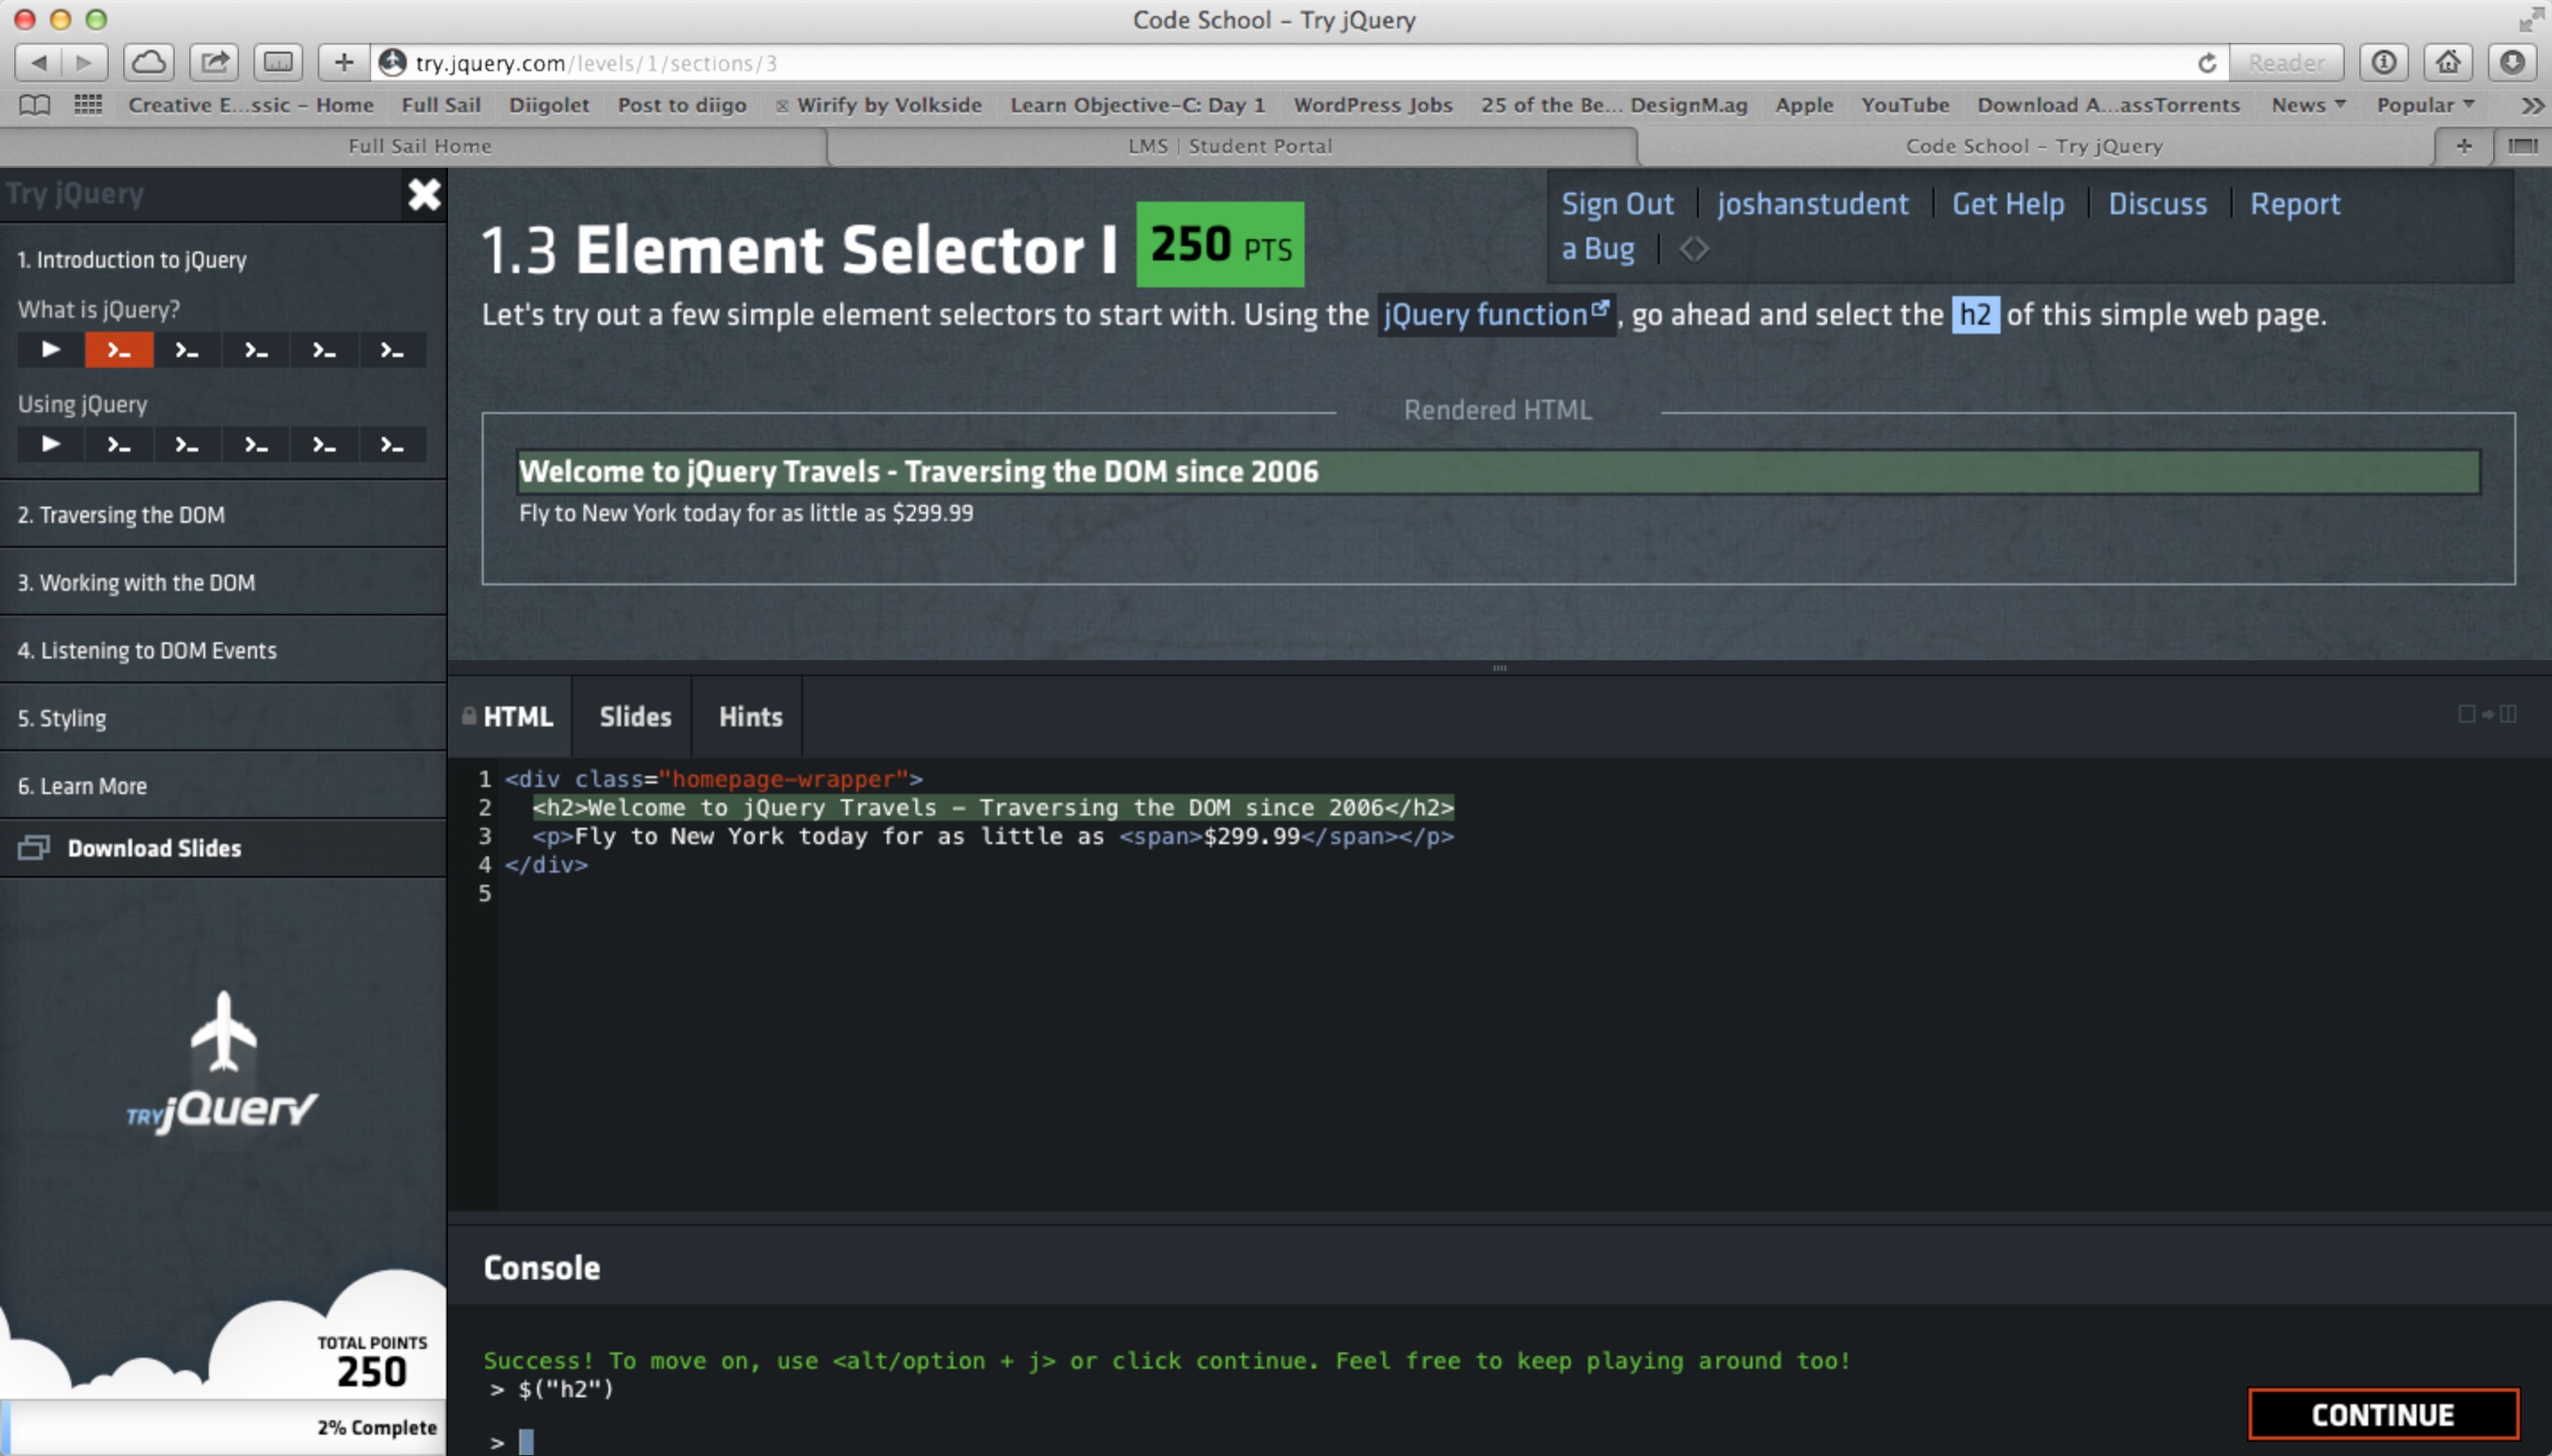 Code School – Try jQuery
try.jquery.com/levels/1/sections/3
Reader
Creative E...ssic – Home Full Sail Diigolet Post to diigo Wirify by Volkside Learn Objective-C: Day 1 WordPress Jobs 25 of the Be... DesignM.ag Apple YouTube Download A...assTorrents News Popular
Full Sail Home LMS | Student Portal Code School – Try jQuery
Try jQuery
1. Introduction to jQuery
What is jQuery?
Using jQuery
2. Traversing the DOM
3. Working with the DOM
4. Listening to DOM Events
5. Styling
6. Learn More
Download Slides
TRY jQuery
TOTAL POINTS
250
2% Complete
Sign Out | joshanstudent | Get Help | Discuss | Report
a Bug | <>
1.3 Element Selector I 250 PTS
Let's try out a few simple element selectors to start with. Using the jQuery function, go ahead and select the h2 of this simple web page.
Rendered HTML
Welcome to jQuery Travels - Traversing the DOM since 2006
Fly to New York today for as little as $299.99
HTML Slides Hints
1 <div class="homepage-wrapper">
2 <h2>Welcome to jQuery Travels - Traversing the DOM since 2006</h2>
3 <p>Fly to New York today for as little as <span>$299.99</span></p>
4 </div>
5
Console
Success! To move on, use <alt/option + j> or click continue. Feel free to keep playing around too!
> $("h2")
>
CONTINUE